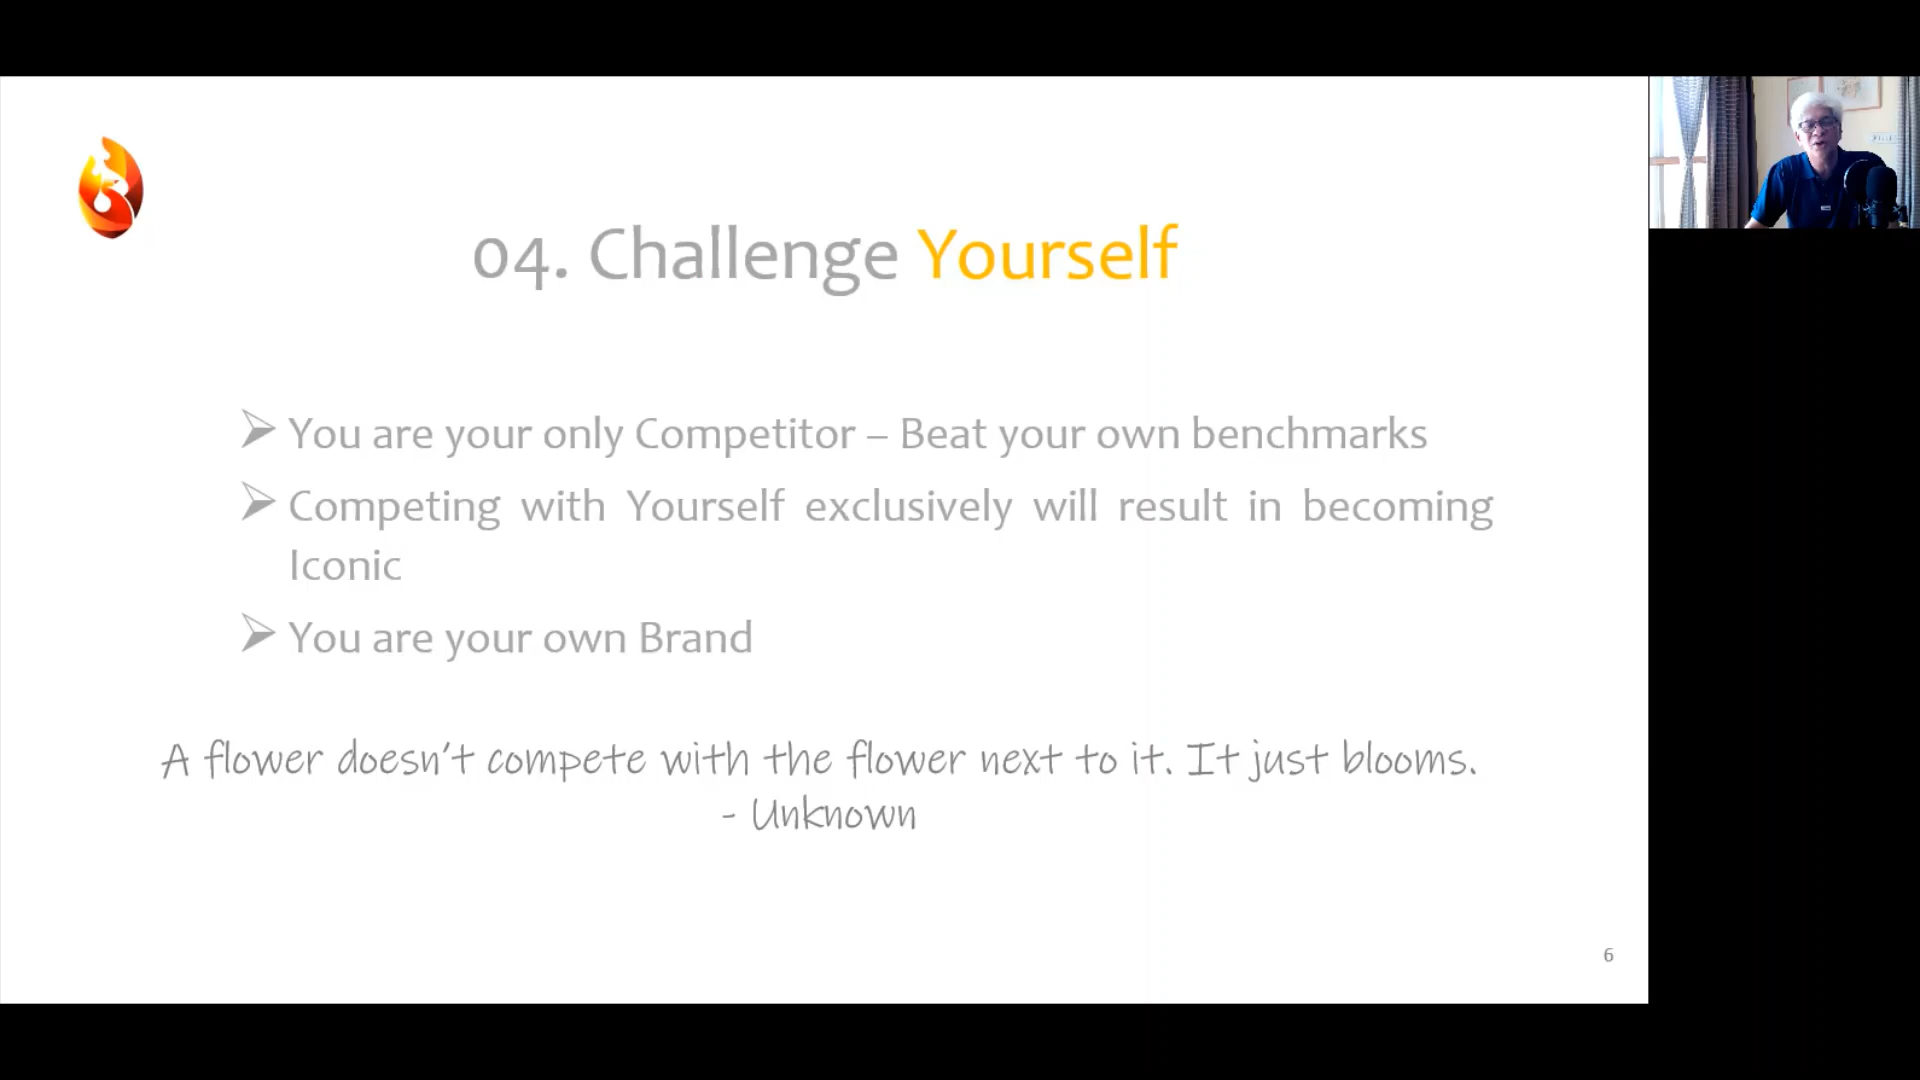 04. Challenge Yourself
➢ You are your only Competitor – Beat your own benchmarks
➢ Competing with Yourself exclusively will result in becoming
Iconic
➢ You are your own Brand
A flower doesn't compete with the flower next to it. It just blooms.
- Unknown
6